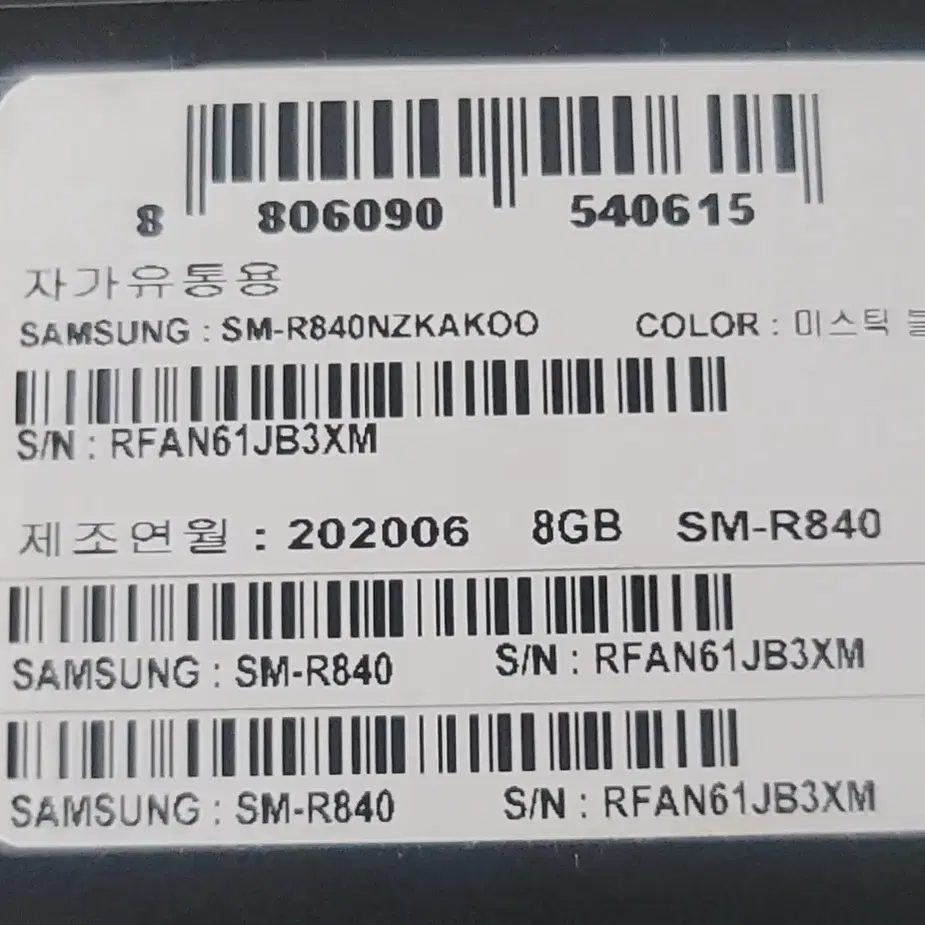 8 806090 540615
자가유통용
SAMSUNG : SM-R840NZKAKOO COLOR : 미스틱
S/N : RFAN61JB3XM
제조연월 : 202006 8GB SM-R840
SAMSUNG : SM-R840 S/N : RFAN61JB3XM
SAMSUNG : SM-R840 S/N : RFAN61JB3XM